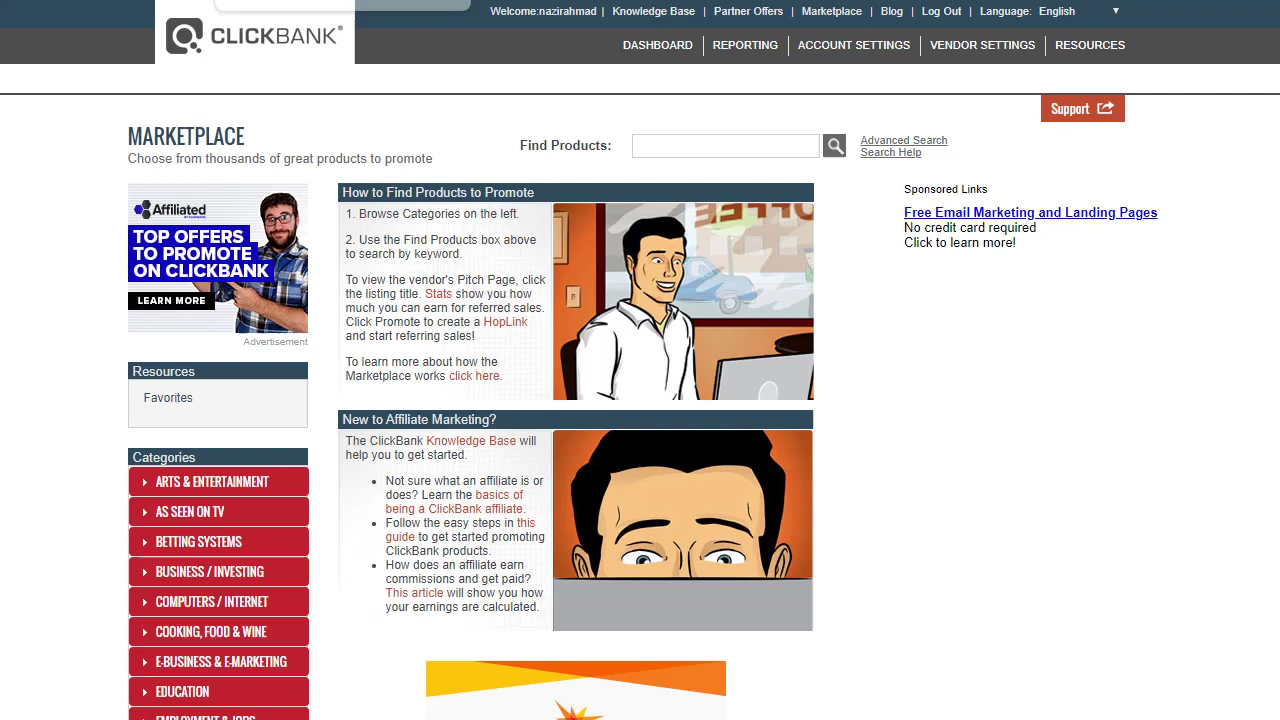 Welcome:nazirahmad | Knowledge Base | Partner Offers | Marketplace | Blog | Log Out | Language: English
CLICKBANK®
DASHBOARD | REPORTING | ACCOUNT SETTINGS | VENDOR SETTINGS | RESOURCES
Support
MARKETPLACE
Choose from thousands of great products to promote
Find Products:
Advanced Search
Search Help
Affiliated
BY CLICKBANK
TOP OFFERS
TO PROMOTE
ON CLICKBANK
LEARN MORE
Advertisement
Resources
Favorites
Categories
ARTS & ENTERTAINMENT
AS SEEN ON TV
BETTING SYSTEMS
BUSINESS / INVESTING
COMPUTERS / INTERNET
COOKING, FOOD & WINE
E-BUSINESS & E-MARKETING
EDUCATION
EMPLOYMENT & JOBS
How to Find Products to Promote
1. Browse Categories on the left.
2. Use the Find Products box above
to search by keyword.
To view the vendor's Pitch Page, click
the listing title. Stats show you how
much you can earn for referred sales.
Click Promote to create a HopLink
and start referring sales!
To learn more about how the
Marketplace works click here.
New to Affiliate Marketing?
The ClickBank Knowledge Base will
help you to get started.
• Not sure what an affiliate is or
does? Learn the basics of
being a ClickBank affiliate.
• Follow the easy steps in this
guide to get started promoting
ClickBank products.
• How does an affiliate earn
commissions and get paid?
This article will show you how
your earnings are calculated.
Sponsored Links
Free Email Marketing and Landing Pages
No credit card required
Click to learn more!